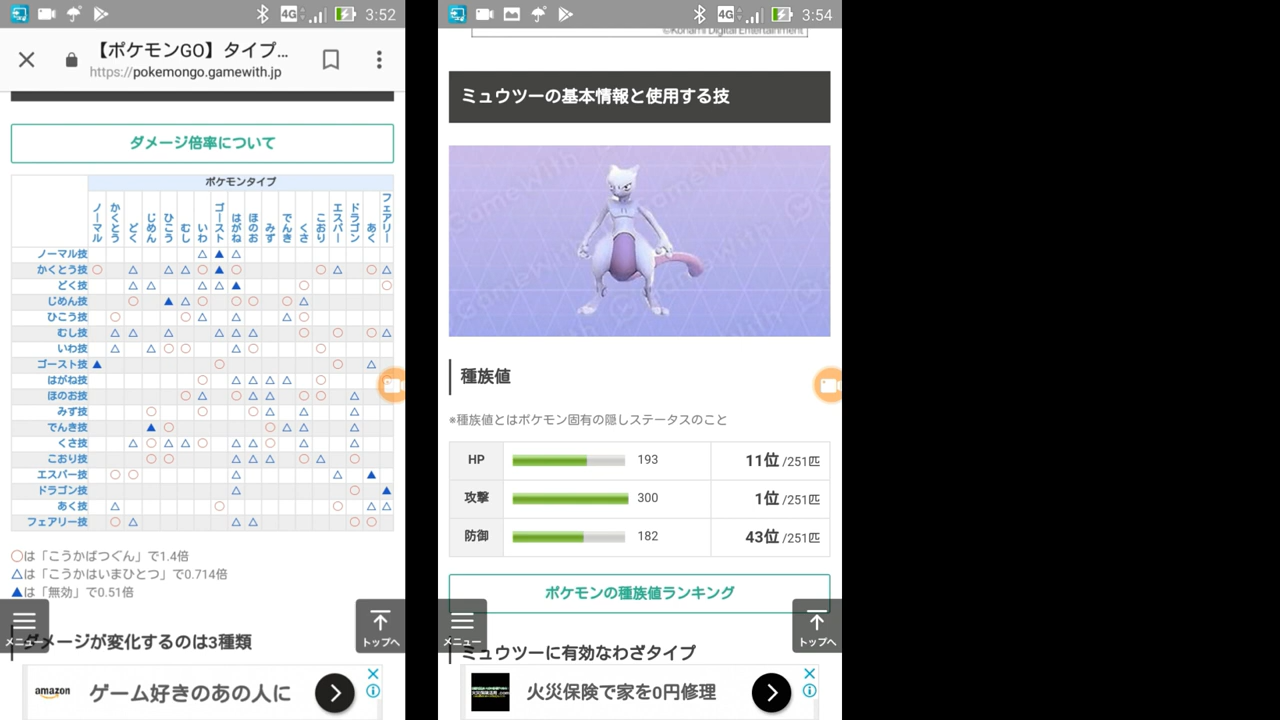 4G 3:52
【ポケモンGO】タイプ...
https://pokemongo.gamewith.jp
ダメージ倍率について
ポケモンタイプ
ノーマル かくとう どく じめん ひこう むし いわ ゴースト はがね ほのお みず でんき くさ こおり エスパー ドラゴン あく フェアリー
ノーマル技 △ ▲ △
かくとう技 ○ △ △ △ ○ ▲ ○ ○ △ ○ △
どく技 △ △ △ △ ▲ ○ ○
じめん技 ○ ▲ △ ○ ○ ○ ○ △
ひこう技 ○ ○ △ △ △ ○
むし技 △ △ △ △ △ △ ○ ○ ○ △
いわ技 △ △ ○ ○ △ ○ ○
ゴースト技 ▲ ○ ○ △
はがね技 ○ △ △ △ △ ○
ほのお技 ○ △ ○ △ △ ○ ○ △
みず技 ○ ○ ○ △ △ △
でんき技 ▲ ○ ○ △ △ △
くさ技 △ ○ △ △ ○ △ △ ○ △ △
こおり技 ○ ○ △ △ △ ○ △ ○
エスパー技 ○ ○ △ △ ▲
ドラゴン技 △ ○ ▲
あく技 △ ○ ○ △ △
フェアリー技 ○ △ △ △ ○ ○
○は「こうかばつぐん」で1.4倍
△は「こうかはいまひとつ」で0.714倍
▲は「無効」で0.51倍
ダメージが変化するのは3種類
メニュー
トップへ
amazon ゲーム好きのあの人に
4G 3:54
©Konami Digital Entertainment
ミュウツーの基本情報と使用する技
GameWith
種族値
※種族値とはポケモン固有の隠しステータスのこと
HP 193 11位 /251匹
攻撃 300 1位 /251匹
防御 182 43位 /251匹
ポケモンの種族値ランキング
ミュウツーに有効なわざタイプ
メニュー
トップへ
火災保険で家を0円修理